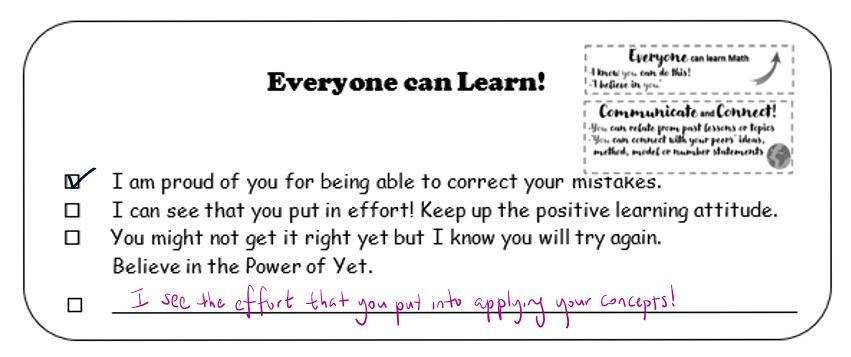 Everyone can Learn!
Everyone can learn Math
-I know you can do this!
-"I believe in you"
Communicate and Connect!
-You can relate from past lessons or topics
-You can connect with your peers' ideas,
method, model or number statements
I am proud of you for being able to correct your mistakes.
I can see that you put in effort! Keep up the positive learning attitude.
You might not get it right yet but I know you will try again.
Believe in the Power of Yet.
I see the effort that you put into applying your concepts!